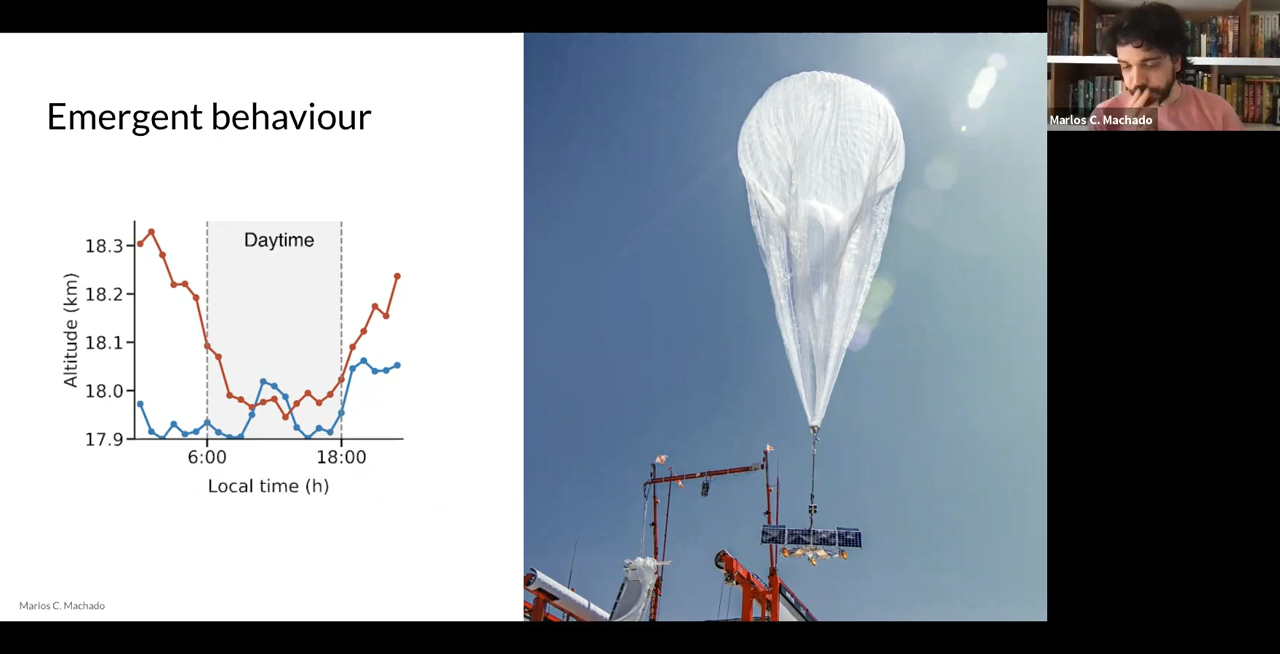 Emergent behaviour
Daytime
Altitude (km)
18.3
18.2
18.1
18.0
17.9
6:00
18:00
Local time (h)
Marlos C. Machado
Marlos C. Machado